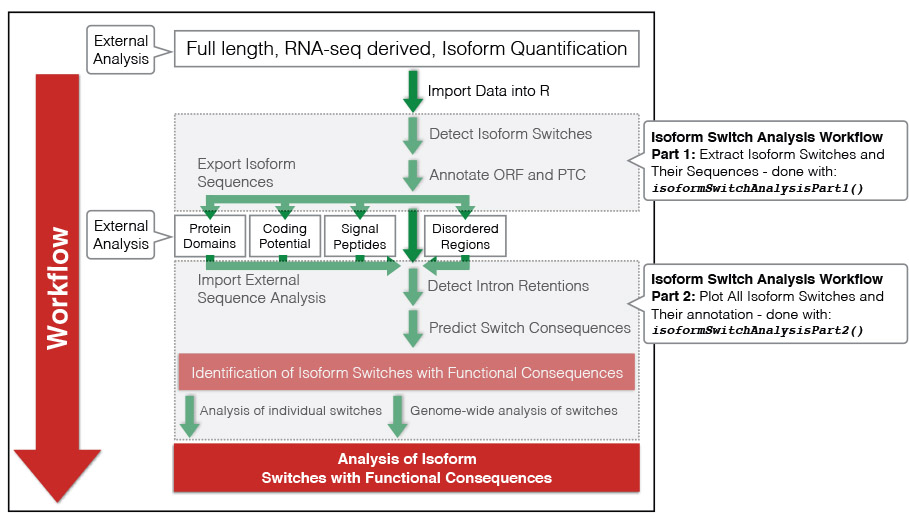 External
Analysis
Full length, RNA-seq derived, Isoform Quantification
Import Data into R
Detect Isoform Switches
Export Isoform
Sequences
Annotate ORF and PTC
Isoform Switch Analysis Workflow
Part 1: Extract Isoform Switches and
Their Sequences - done with:
isoformSwitchAnalysisPart1()
External
Analysis
Protein
Domains
Coding
Potential
Signal
Peptides
Disordered
Regions
Workflow
Import External
Sequence Analysis
Detect Intron Retentions
Predict Switch Consequences
Isoform Switch Analysis Workflow
Part 2: Plot All Isoform Switches and
Their annotation - done with:
isoformSwitchAnalysisPart2()
Identification of Isoform Switches with Functional Consequences
Analysis of individual switches
Genome-wide analysis of switches
Analysis of Isoform
Switches with Functional Consequences